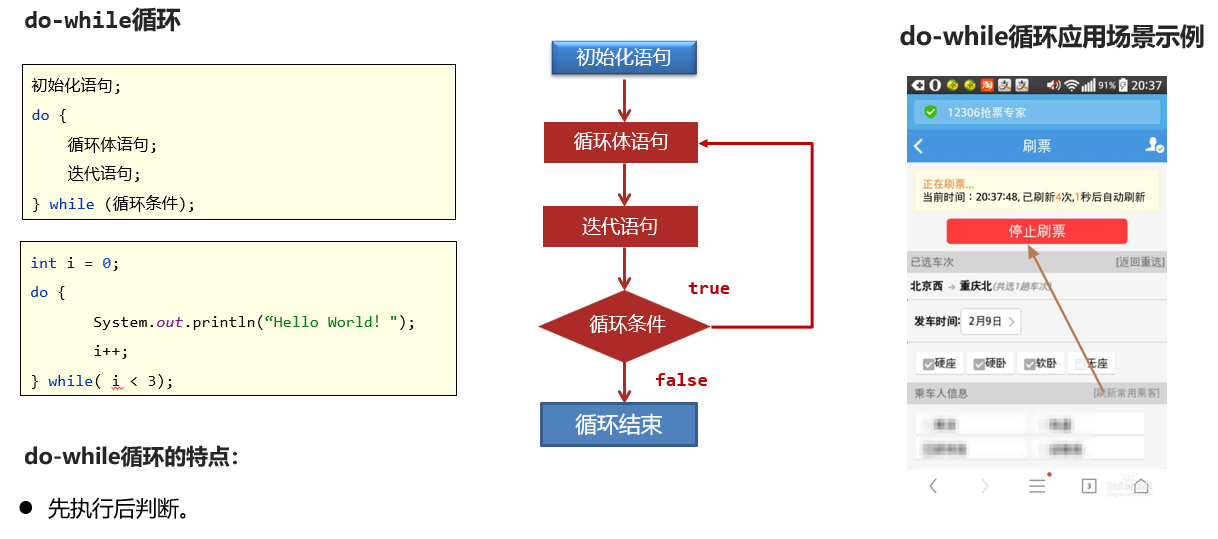 do-while循环
初始化语句;
do {
循环体语句;
迭代语句;
} while (循环条件);
int i = 0;
do {
System.out.println(“Hello World！");
i++;
} while( i < 3);
do-while循环的特点：
● 先执行后判断。
初始化语句
循环体语句
迭代语句
循环条件
true
false
循环结束
do-while循环应用场景示例
91% 20:37
12306抢票专家
刷票
正在刷票...
当前时间：20:37:48, 已刷新4次,1秒后自动刷新
停止刷票
已选车次 [返回重选]
北京西 → 重庆北(共选1趟车次)
发车时间: 2月9日
硬座 硬卧 软卧 无座
乘车人信息 [刷新常用乘客]
3